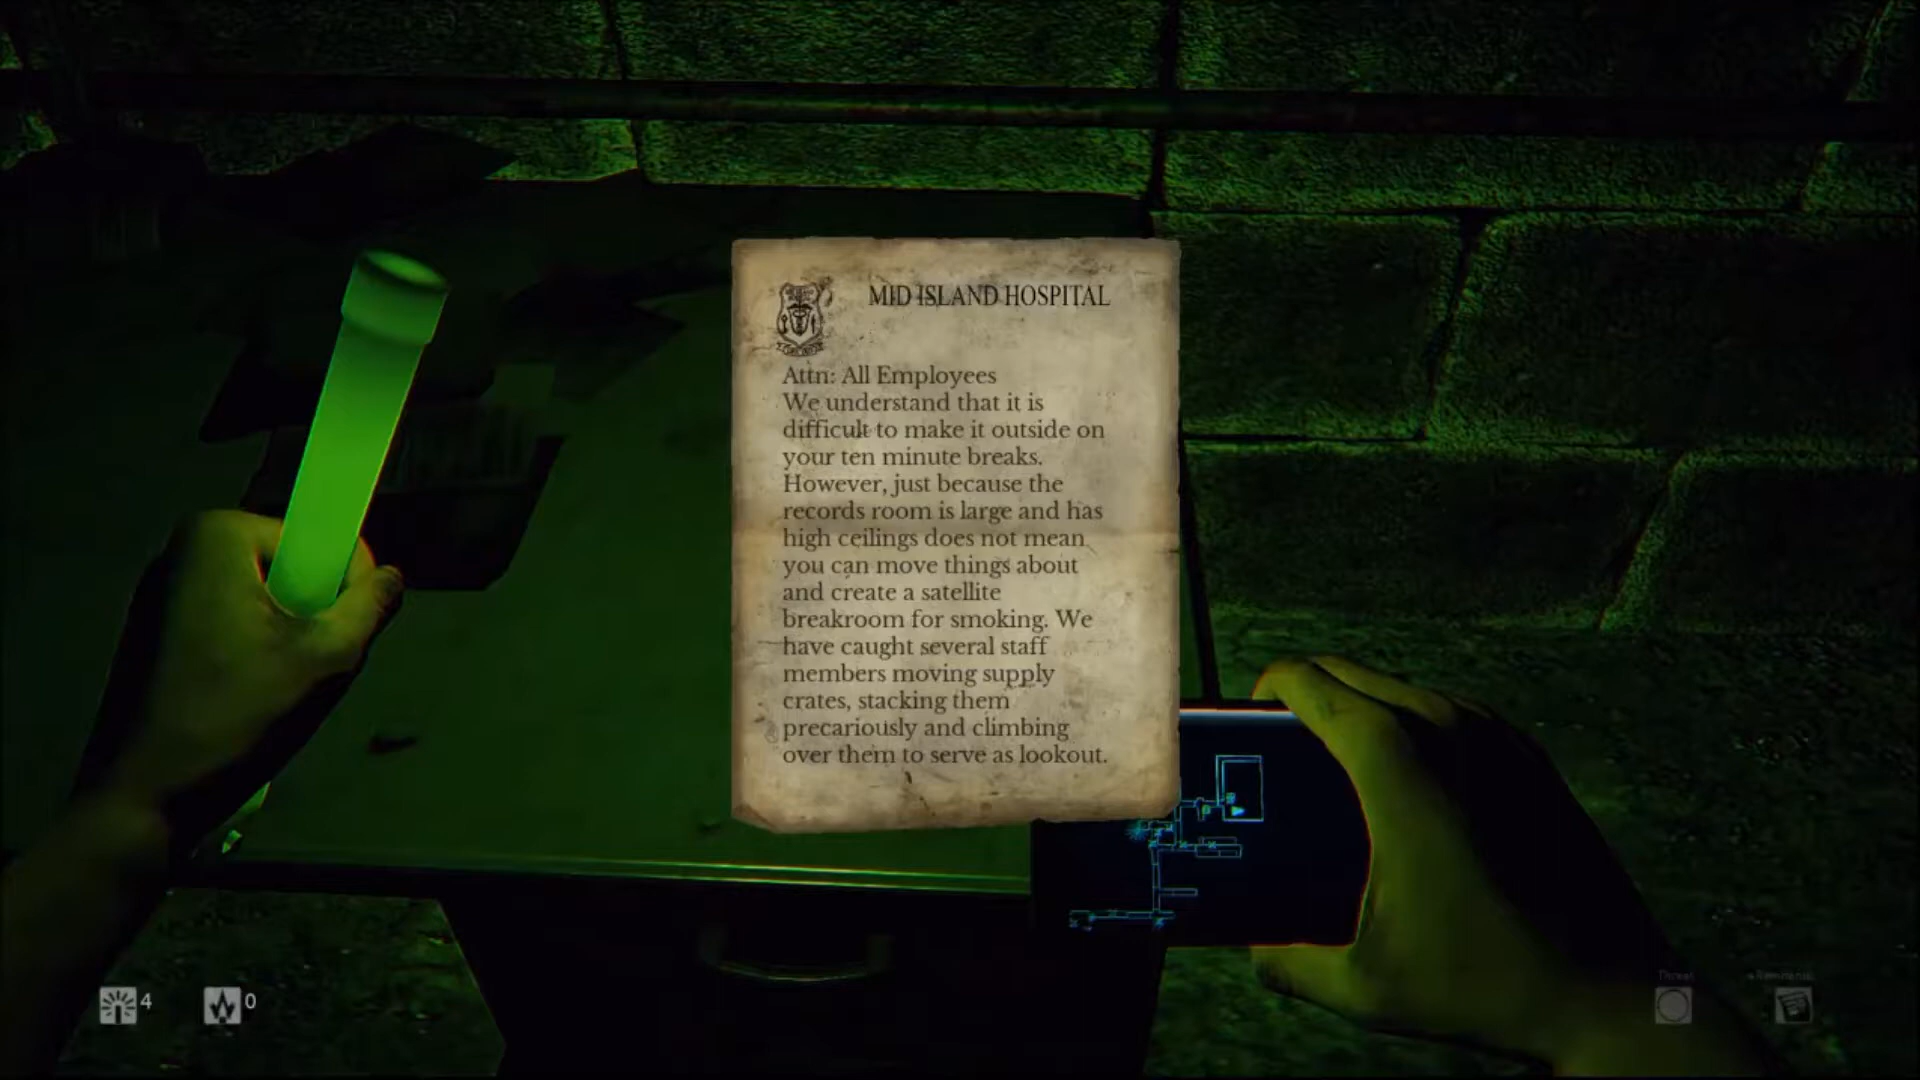 MID ISLAND HOSPITAL
Attn: All Employees
We understand that it is
difficult to make it outside on
your ten minute breaks.
However, just because the
records room is large and has
high ceilings does not mean
you can move things about
and create a satellite
breakroom for smoking. We
have caught several staff
members moving supply
crates, stacking them
precariously and climbing
over them to serve as lookout.
4
0
Threat
Remnants